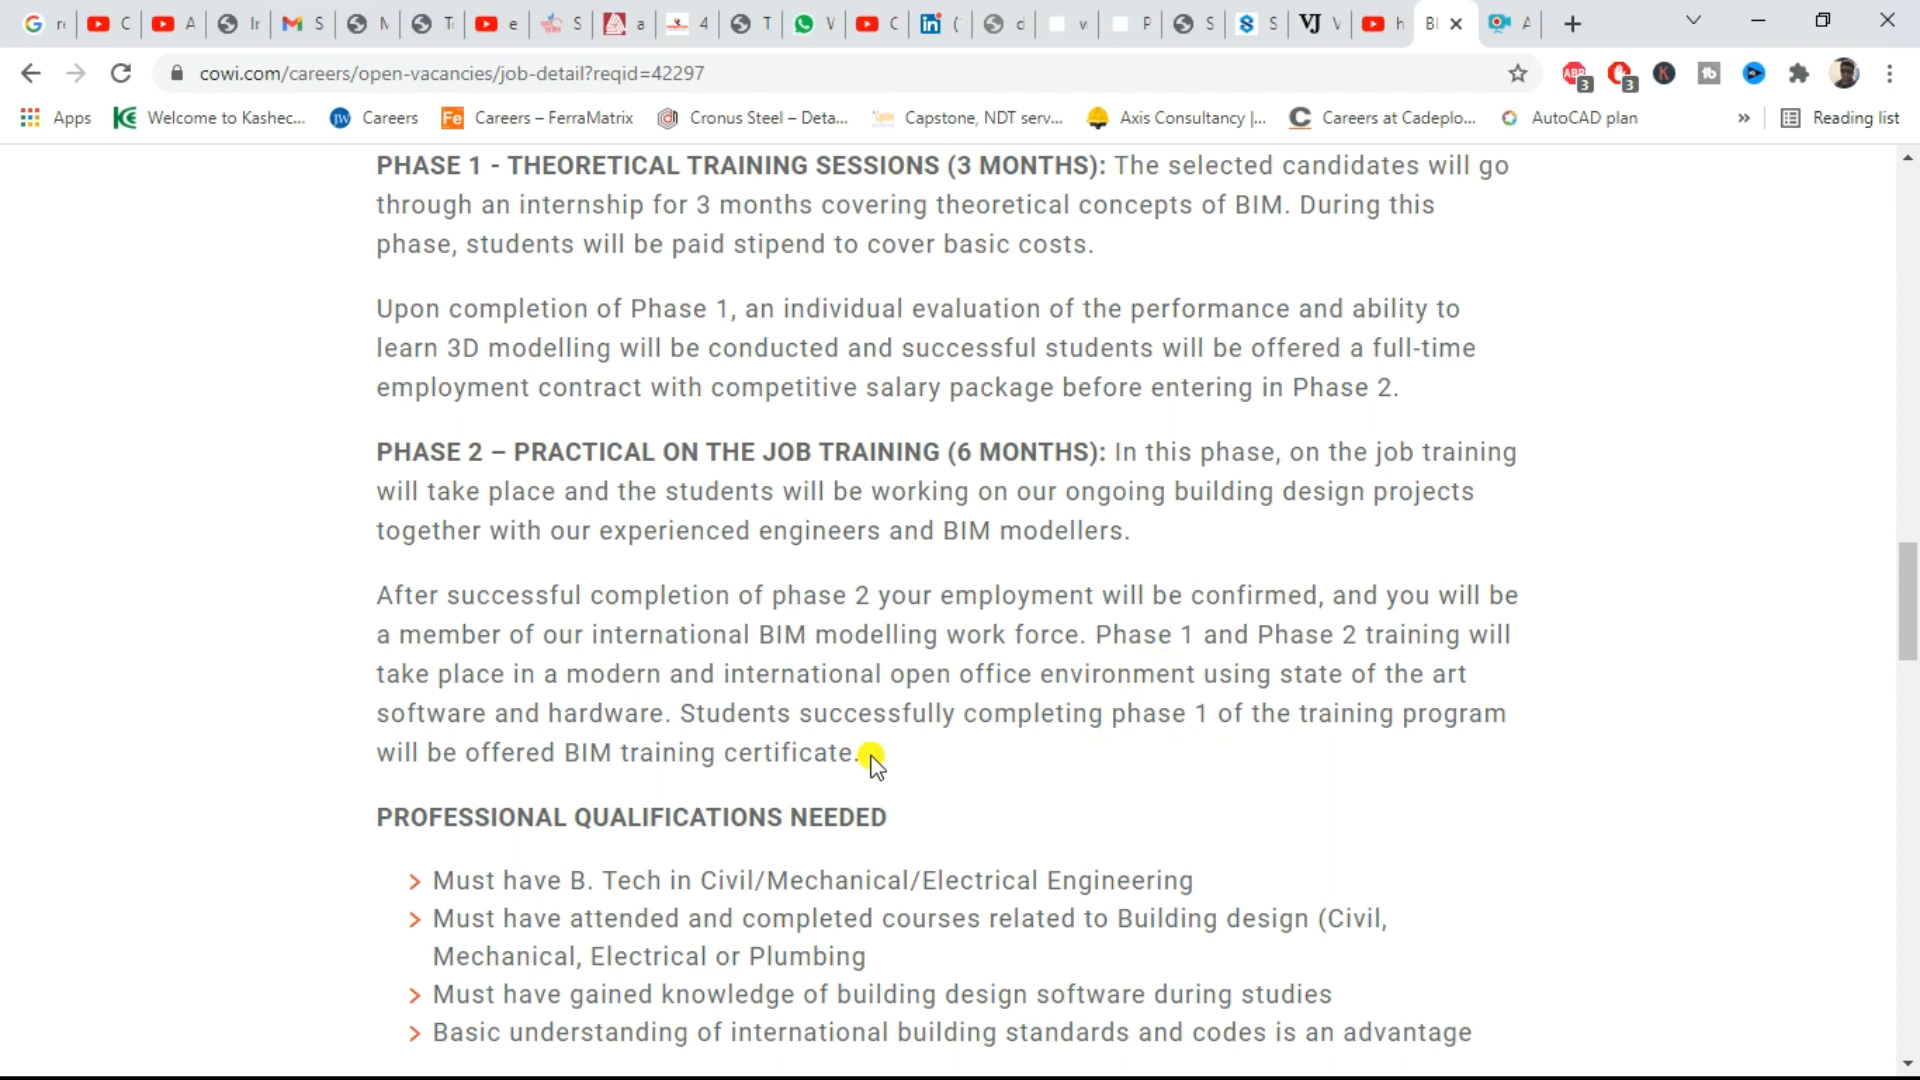 cowi.com/careers/open-vacancies/job-detail?reqid=42297
Apps Welcome to Kashec... Careers Careers – FerraMatrix Cronus Steel – Deta... Capstone, NDT serv... Axis Consultancy |... Careers at Cadeplo... AutoCAD plan » Reading list
PHASE 1 - THEORETICAL TRAINING SESSIONS (3 MONTHS): The selected candidates will go
through an internship for 3 months covering theoretical concepts of BIM. During this
phase, students will be paid stipend to cover basic costs.
Upon completion of Phase 1, an individual evaluation of the performance and ability to
learn 3D modelling will be conducted and successful students will be offered a full-time
employment contract with competitive salary package before entering in Phase 2.
PHASE 2 – PRACTICAL ON THE JOB TRAINING (6 MONTHS): In this phase, on the job training
will take place and the students will be working on our ongoing building design projects
together with our experienced engineers and BIM modellers.
After successful completion of phase 2 your employment will be confirmed, and you will be
a member of our international BIM modelling work force. Phase 1 and Phase 2 training will
take place in a modern and international open office environment using state of the art
software and hardware. Students successfully completing phase 1 of the training program
will be offered BIM training certificate.
PROFESSIONAL QUALIFICATIONS NEEDED
> Must have B. Tech in Civil/Mechanical/Electrical Engineering
> Must have attended and completed courses related to Building design (Civil,
Mechanical, Electrical or Plumbing
> Must have gained knowledge of building design software during studies
> Basic understanding of international building standards and codes is an advantage